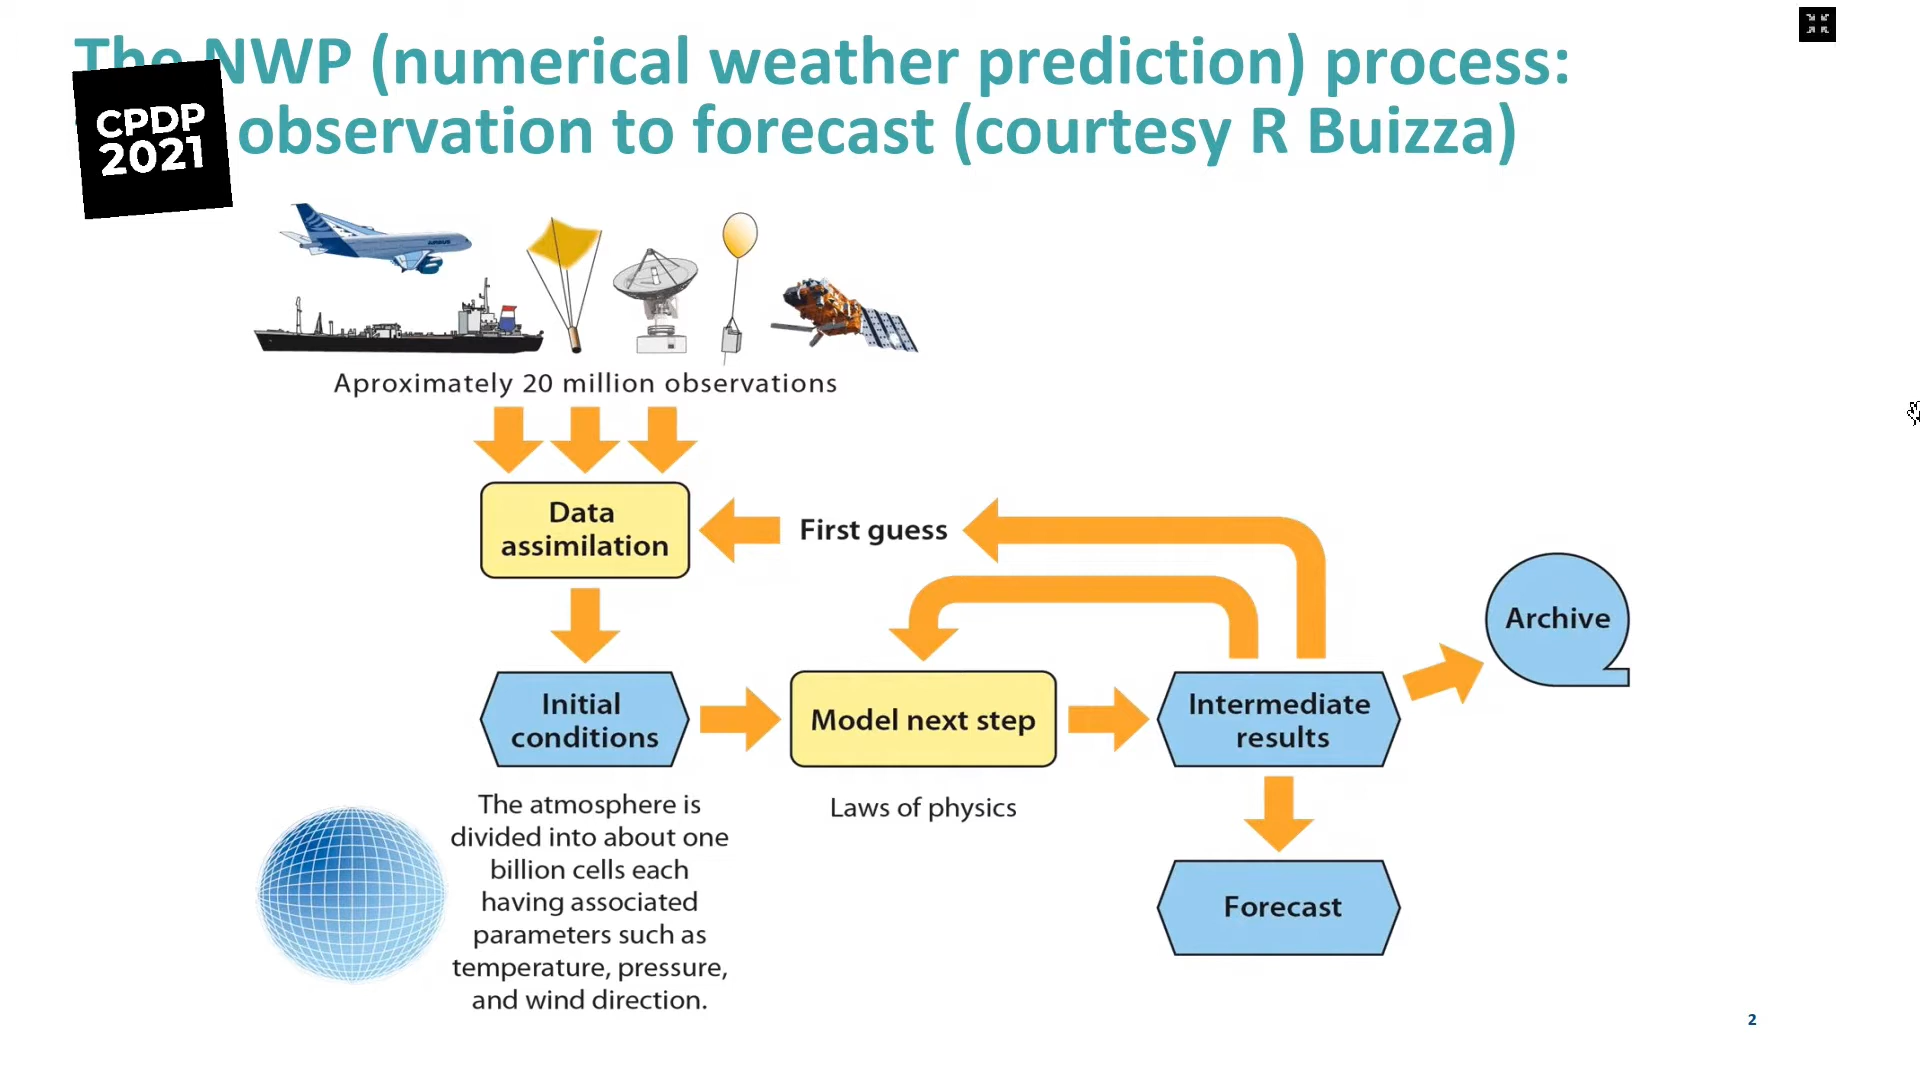 The NWP (numerical weather prediction) process:
observation to forecast (courtesy R Buizza)
CPDP
2021
AIRBUS
Aproximately 20 million observations
Data
assimilation
First guess
Archive
Initial
conditions
Model next step
Intermediate
results
The atmosphere is
divided into about one
billion cells each
having associated
parameters such as
temperature, pressure,
and wind direction.
Laws of physics
Forecast
2